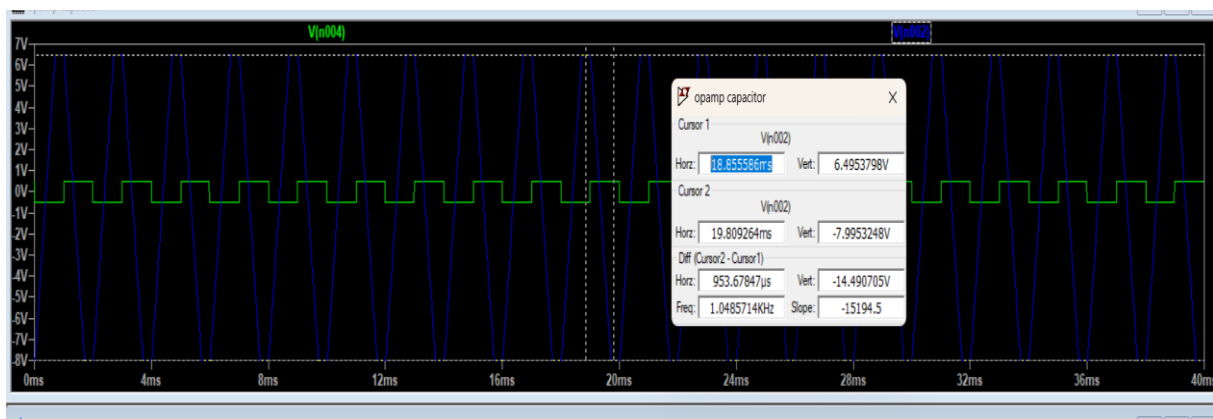 V(n004) V(n002)
7V
6V
5V
4V
3V
2V
1V
0V
-1V
-2V
-3V
-4V
-5V
-6V
-7V
-8V
0ms 4ms 8ms 12ms 16ms 20ms 24ms 28ms 32ms 36ms 40ms
opamp capacitor X
Cursor 1
V(n002)
Horz: 18.855586ms Vert: 6.4953798V
Cursor 2
V(n002)
Horz: 19.809264ms Vert: -7.9953248V
Diff (Cursor2 - Cursor1)
Horz: 953.67847µs Vert: -14.490705V
Freq: 1.0485714KHz Slope: -15194.5